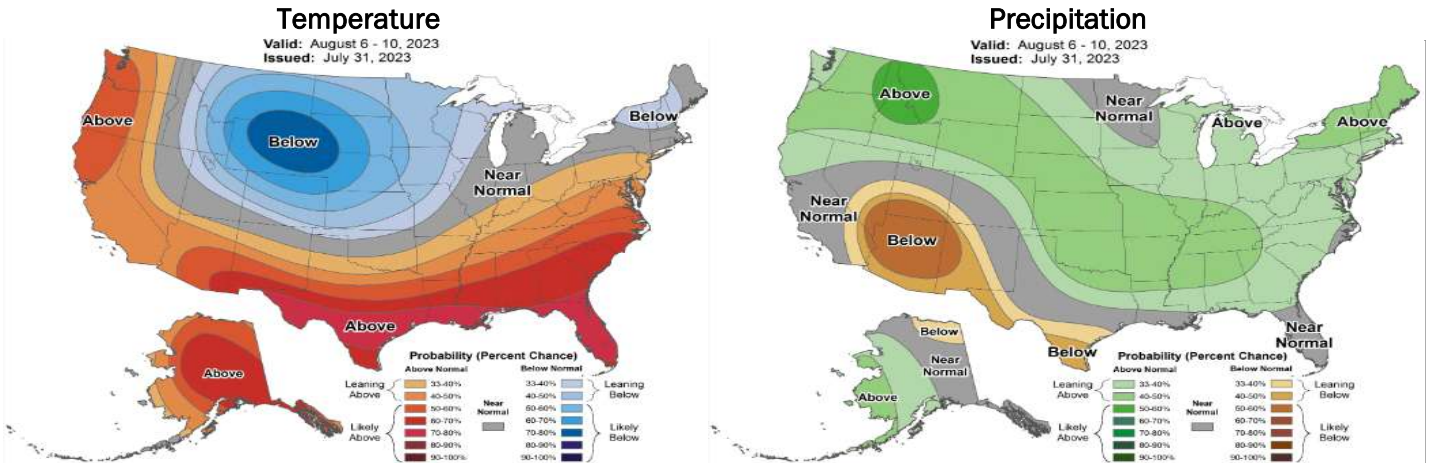 Temperature
Valid: August 6 - 10, 2023
Issued: July 31, 2023
Above
Below
Below
Near
Normal
Above
Above
Probability (Percent Chance)
Above Normal
Below Normal
Leaning
Above
33-40%
40-50%
Likely
Above
50-60%
60-70%
70-80%
80-90%
90-100%
Near
Normal
33-40%
40-50%
Leaning
Below
50-60%
60-70%
70-80%
80-90%
90-100%
Likely
Below
Precipitation
Valid: August 6 - 10, 2023
Issued: July 31, 2023
Above
Near
Normal
Above
Above
Near
Normal
Below
Below
Near
Normal
Below
Near
Normal
Above
Probability (Percent Chance)
Above Normal
Below Normal
Leaning
Above
33-40%
40-50%
Likely
Above
50-60%
60-70%
70-80%
80-90%
90-100%
Near
Normal
33-40%
40-50%
Leaning
Below
50-60%
60-70%
70-80%
80-90%
90-100%
Likely
Below